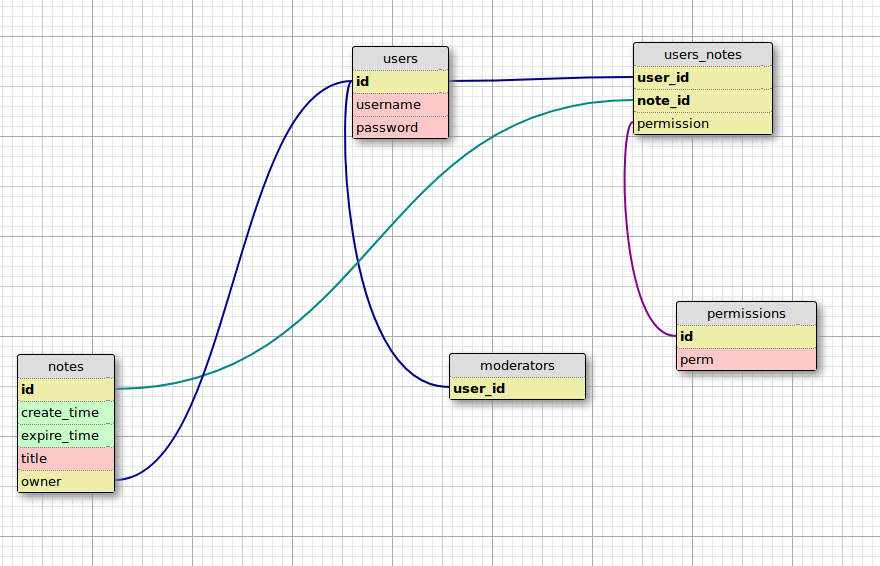 users
id
username
password
users_notes
user_id
note_id
permission
permissions
id
perm
moderators
user_id
notes
id
create_time
expire_time
title
owner